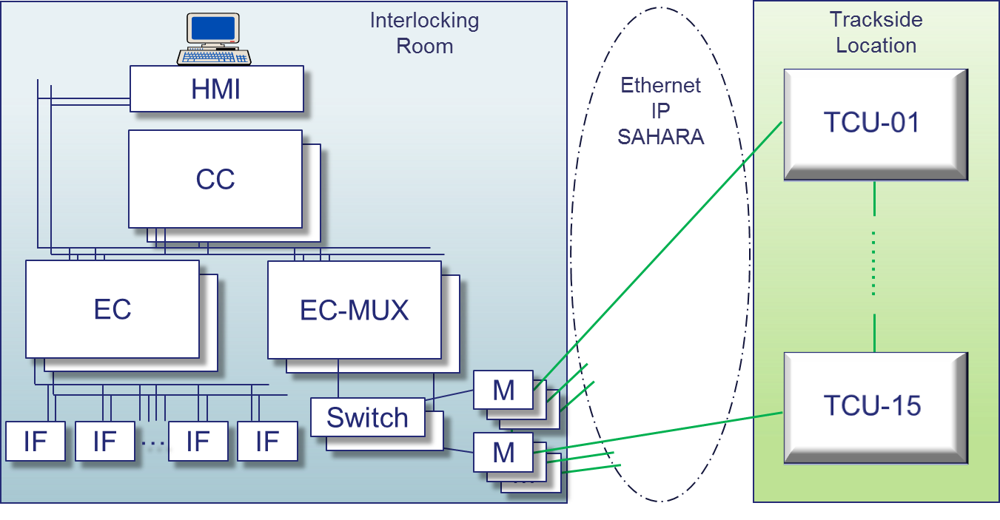 Interlocking
Room
HMI
CC
EC
EC-MUX
IF
IF
....
IF
IF
Switch
M
M
Ethernet
IP
SAHARA
Trackside
Location
TCU-01
TCU-15